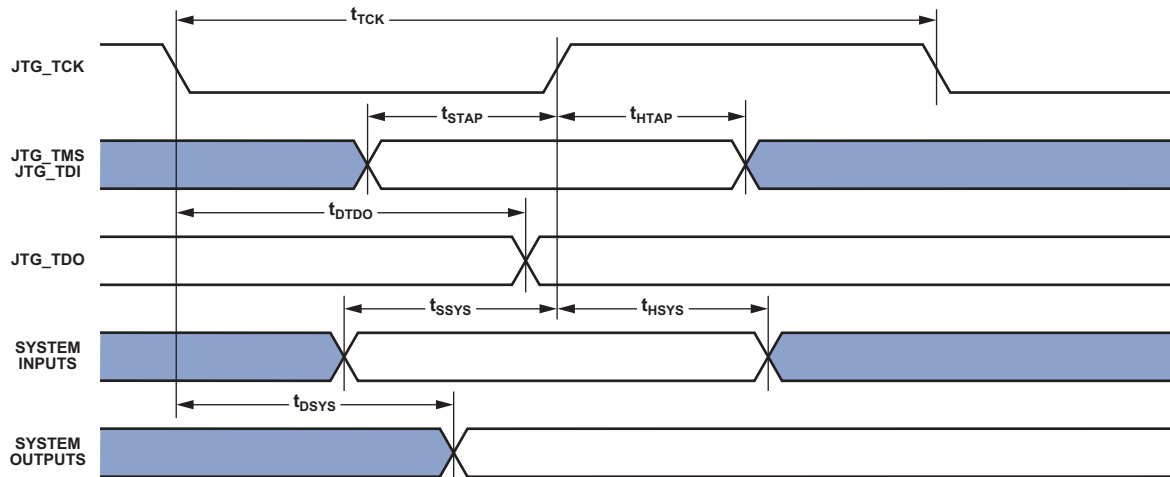 tTCK
JTG_TCK
tSTAP
tHTAP
JTG_TMS
JTG_TDI
tDTDO
JTG_TDO
tSSYS
tHSYS
SYSTEM
INPUTS
tDSYS
SYSTEM
OUTPUTS